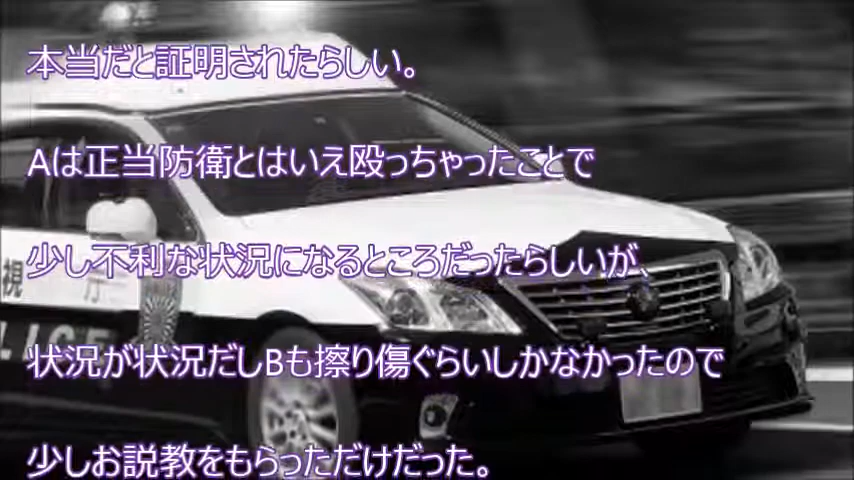 本当だと証明されたらしい。
Aは正当防衛とはいえ殴っちゃったことで
少し不利な状況になるところだったらしいが、
状況が状況だしBも擦り傷ぐらいしかなかったので
少しお説教をもらっただけだった。
視 庁
LICE